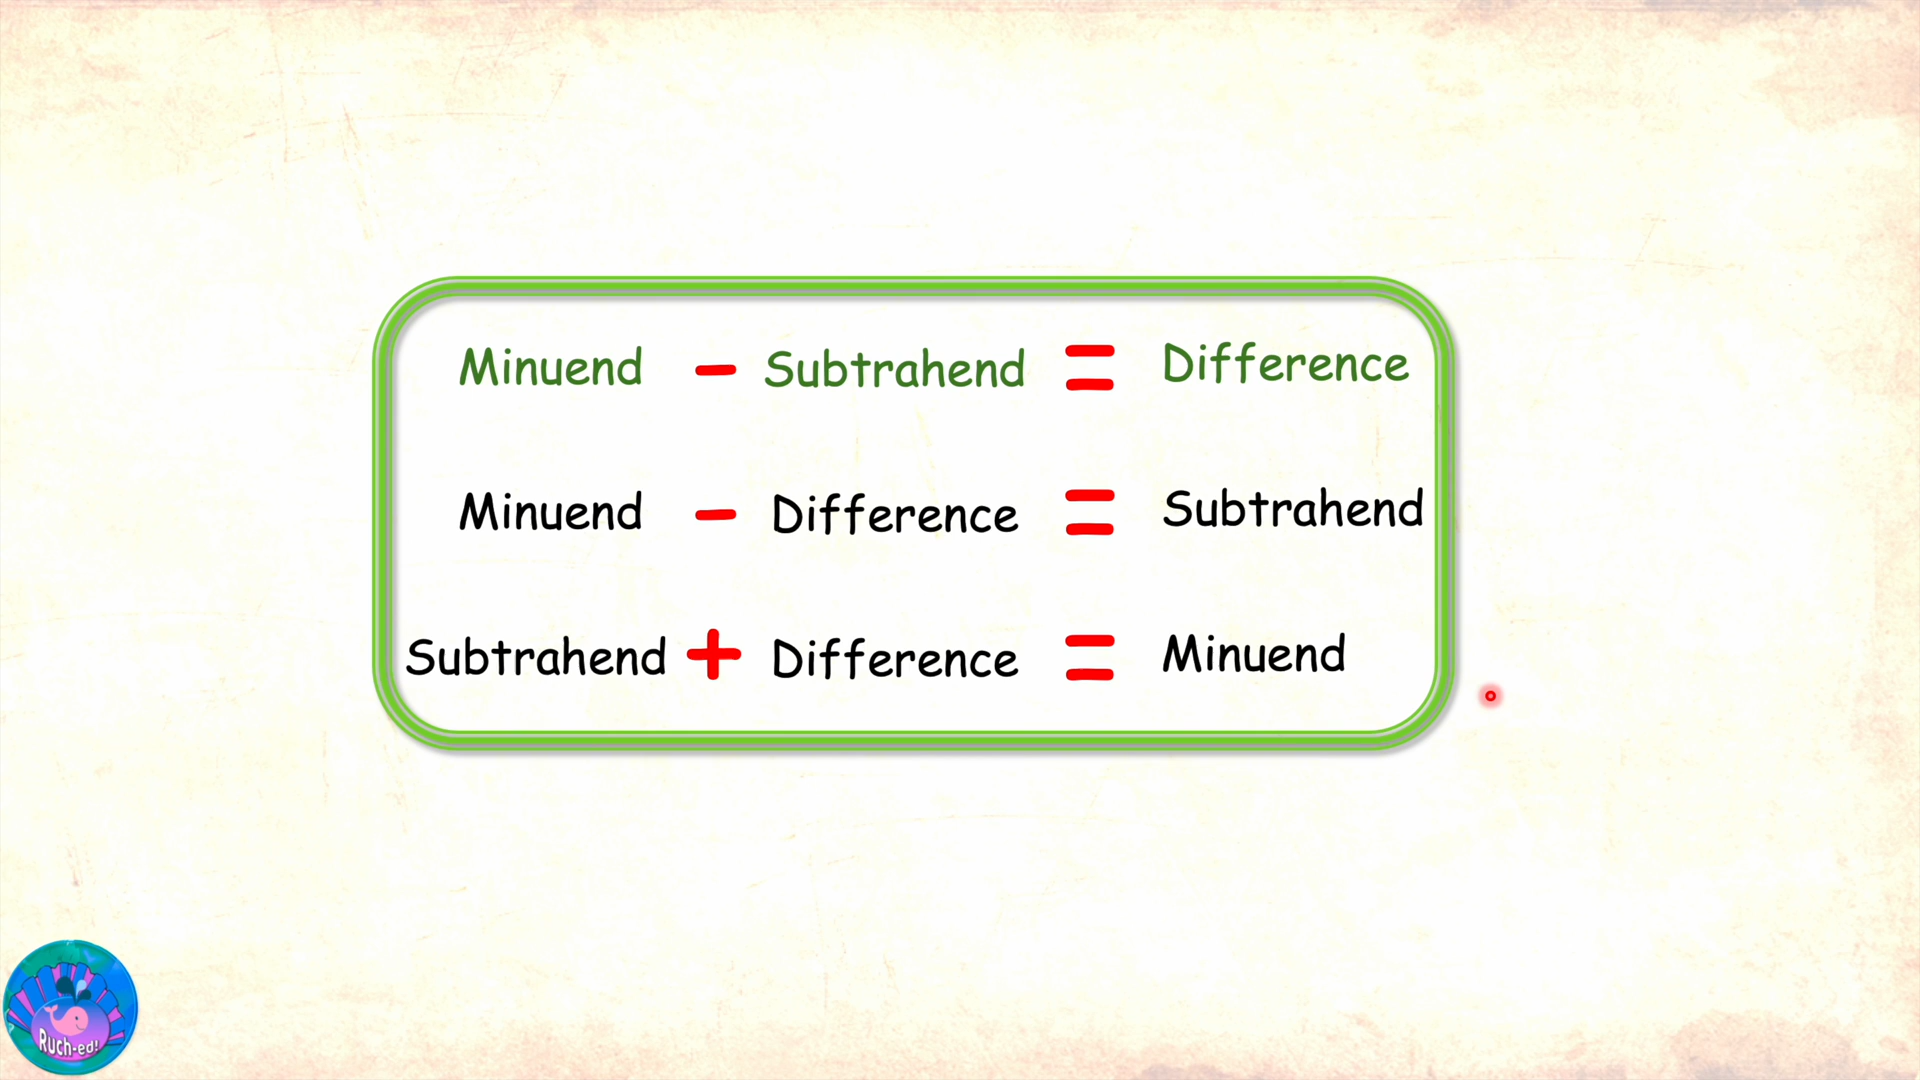 Minuend - Subtrahend = Difference
Minuend - Difference = Subtrahend
Subtrahend + Difference = Minuend
Ruch-ed!